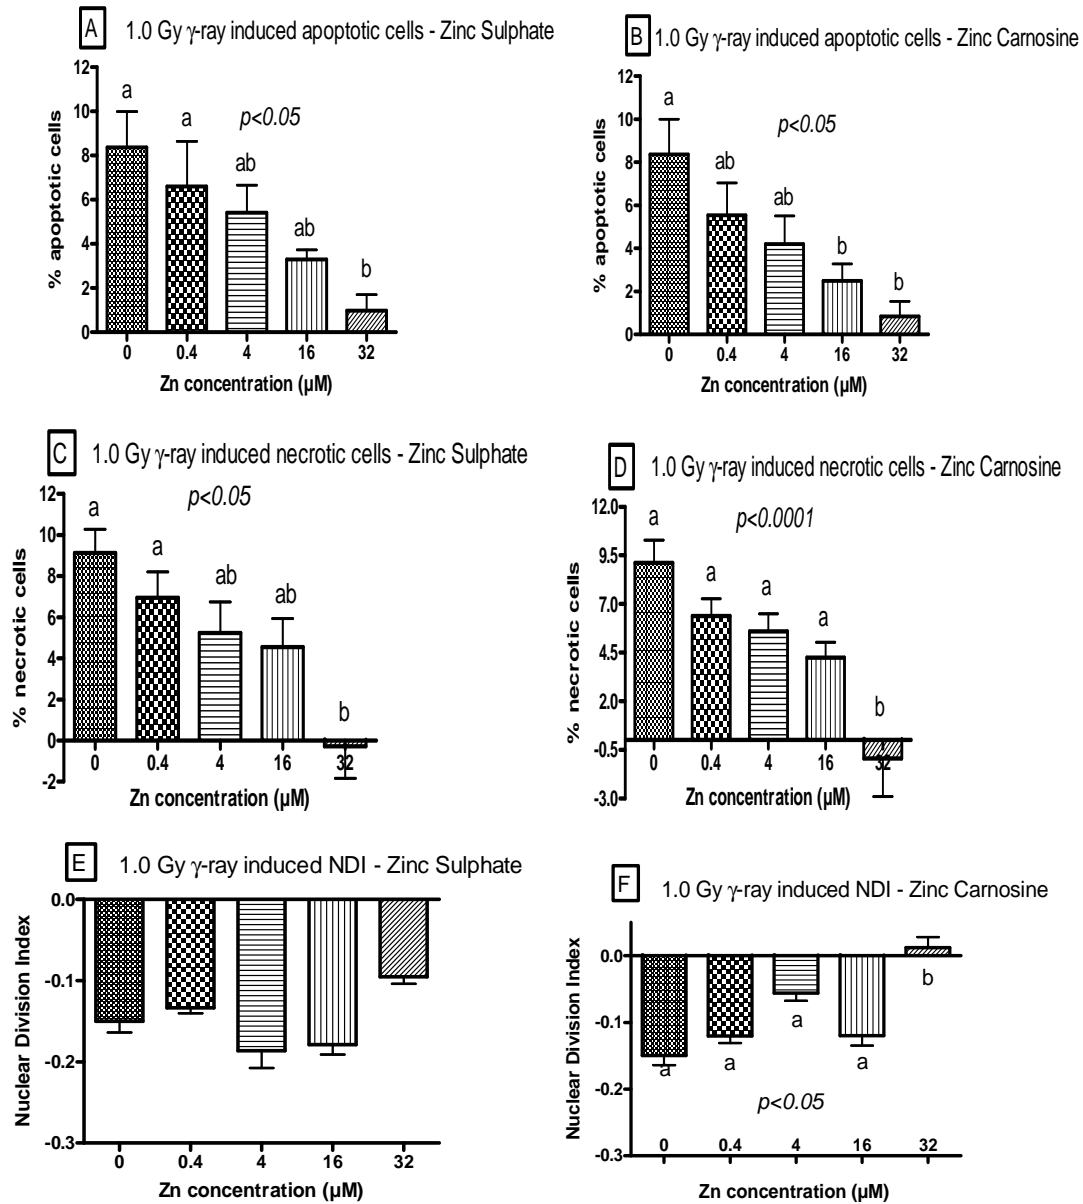 A 1.0 Gy γ-ray induced apoptotic cells - Zinc Sulphate
12
10
8
6
4
2
0
% apoptotic cells
a
a
ab
ab
b
p<0.05
0 0.4 4 16 32
Zn concentration (µM)
B 1.0 Gy γ-ray induced apoptotic cells - Zinc Carnosine
12
10
8
6
4
2
0
% apoptotic cells
a
ab
ab
b
b
p<0.05
0 0.4 4 16 32
Zn concentration (µM)
C 1.0 Gy γ-ray induced necrotic cells - Zinc Sulphate
p<0.05
12
10
8
6
4
2
0
-2
% necrotic cells
a
a
ab
ab
b
0 0.4 4 16 32
Zn concentration (µM)
D 1.0 Gy γ-ray induced necrotic cells - Zinc Carnosine
p<0.0001
12.0
9.5
7.0
4.5
2.0
-0.5
-3.0
% necrotic cells
a
a
a
a
b
0 0.4 4 16 32
Zn concentration (µM)
E 1.0 Gy γ-ray induced NDI - Zinc Sulphate
0.0
-0.1
-0.2
-0.3
Nuclear Division Index
0 0.4 4 16 32
Zn concentration (µM)
F 1.0 Gy γ-ray induced NDI - Zinc Carnosine
0.0
-0.1
-0.2
-0.3
Nuclear Division Index
a
a
a
a
b
p<0.05
0 0.4 4 16 32
Zn concentration (µM)